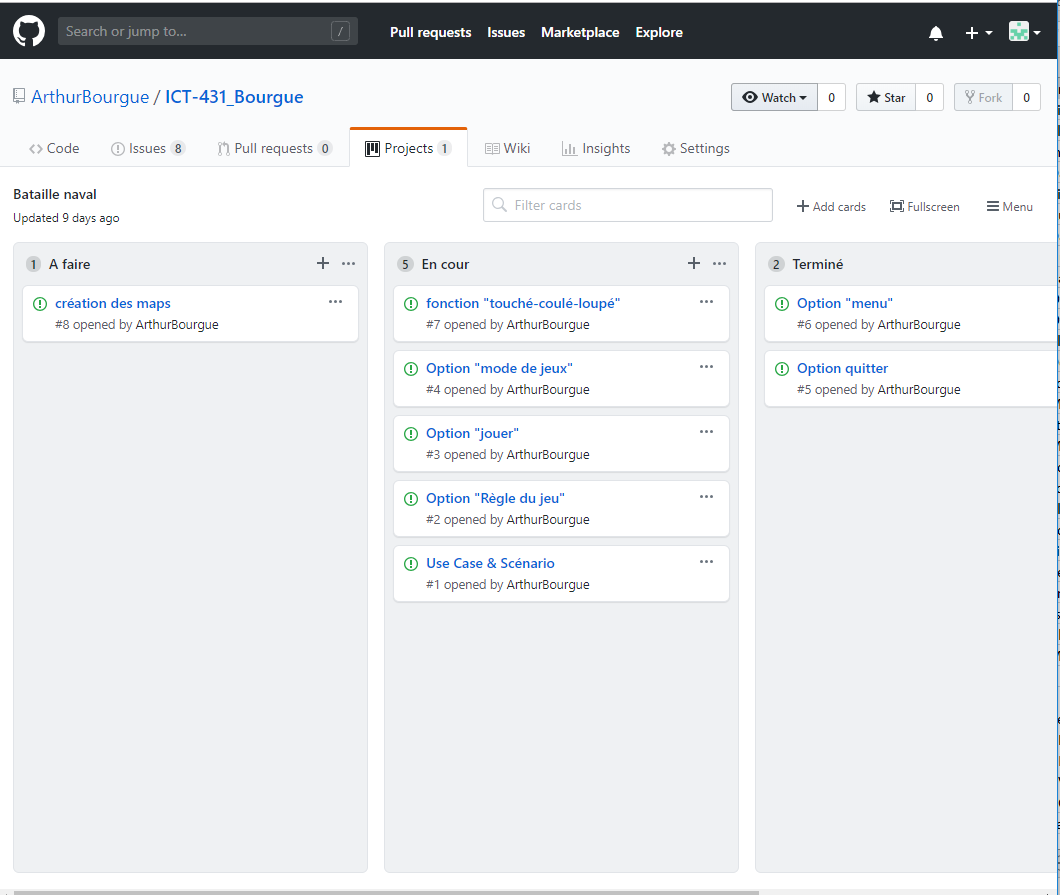 Search or jump to... /
Pull requests Issues Marketplace Explore
ArthurBourgue / ICT-431_Bourgue
Watch 0 Star 0 Fork 0
Code Issues 8 Pull requests 0 Projects 1 Wiki Insights Settings
Bataille naval
Updated 9 days ago
Filter cards
Add cards Fullscreen Menu
1 A faire
création des maps
#8 opened by ArthurBourgue
5 En cour
fonction "touché-coulé-loupé"
#7 opened by ArthurBourgue
Option "mode de jeux"
#4 opened by ArthurBourgue
Option "jouer"
#3 opened by ArthurBourgue
Option "Règle du jeu"
#2 opened by ArthurBourgue
Use Case & Scénario
#1 opened by ArthurBourgue
2 Terminé
Option "menu"
#6 opened by ArthurBourgue
Option quitter
#5 opened by ArthurBourgue